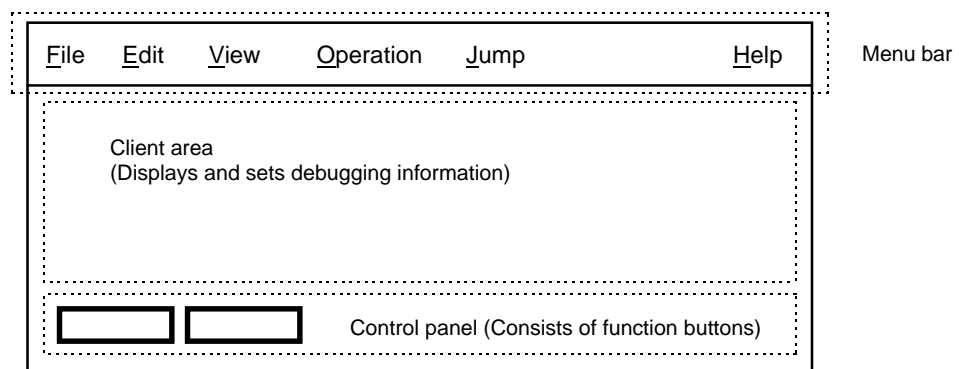 File Edit View Operation Jump Help Menu bar
Client area
(Displays and sets debugging information)
Control panel (Consists of function buttons)